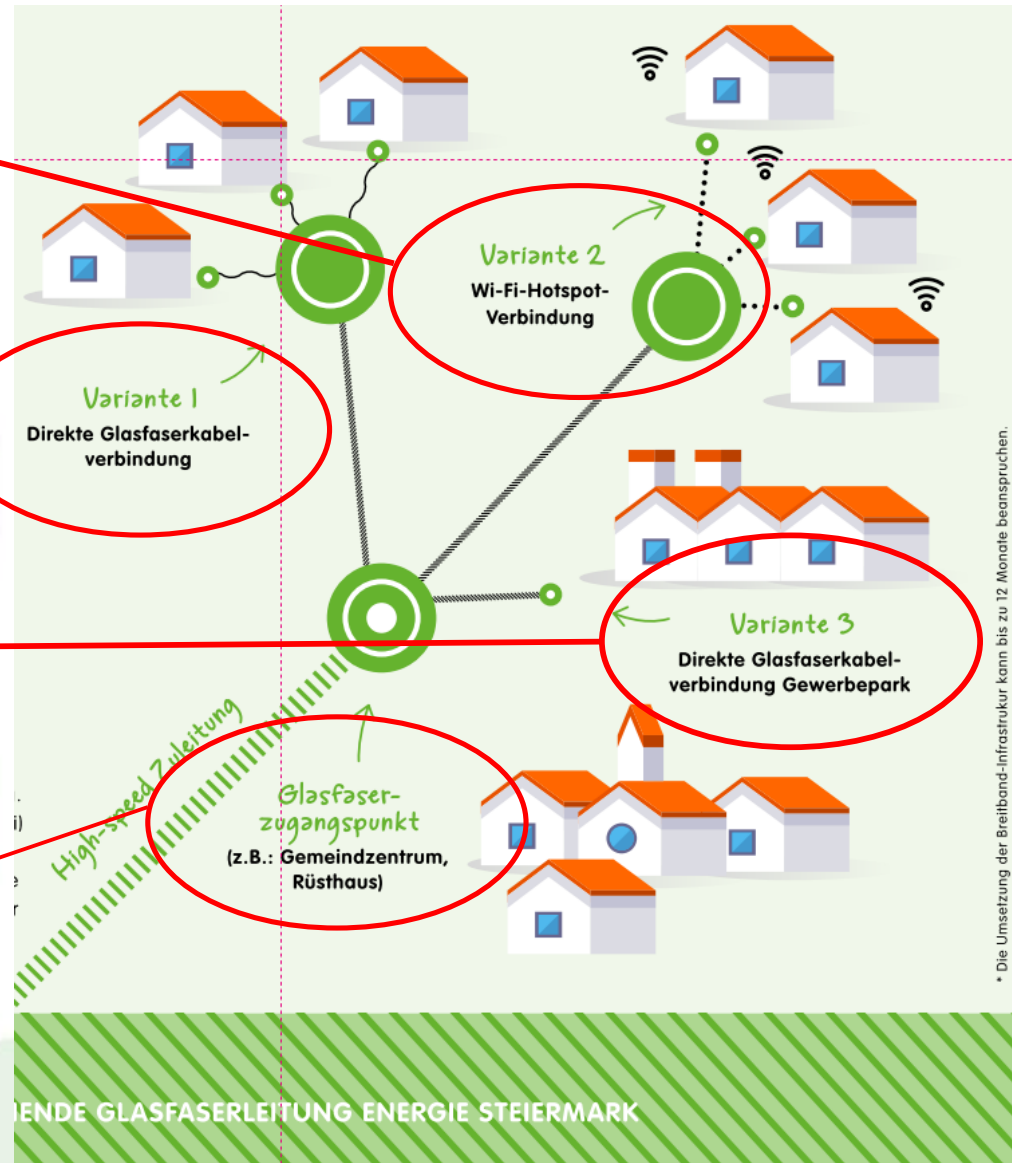 Variante 2
Wi-Fi-Hotspot-
Verbindung
Variante 1
Direkte Glasfaserkabel-
verbindung
Variante 3
Direkte Glasfaserkabel-
verbindung Gewerbepark
High-speed Zuleitung
Glasfaser-
zugangspunkt
(z.B.: Gemeindzentrum,
Rüsthaus)
.
i)
e
r
* Die Umsetzung der Breitband-Infrastrukur kann bis zu 12 Monate beanspruchen.
ENDE GLASFASERLEITUNG ENERGIE STEIERMARK